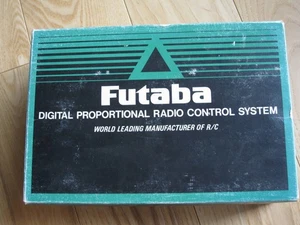 Futaba
DIGITAL PROPORTIONAL RADIO CONTROL SYSTEM
WORLD LEADING MANUFACTURER OF R/C